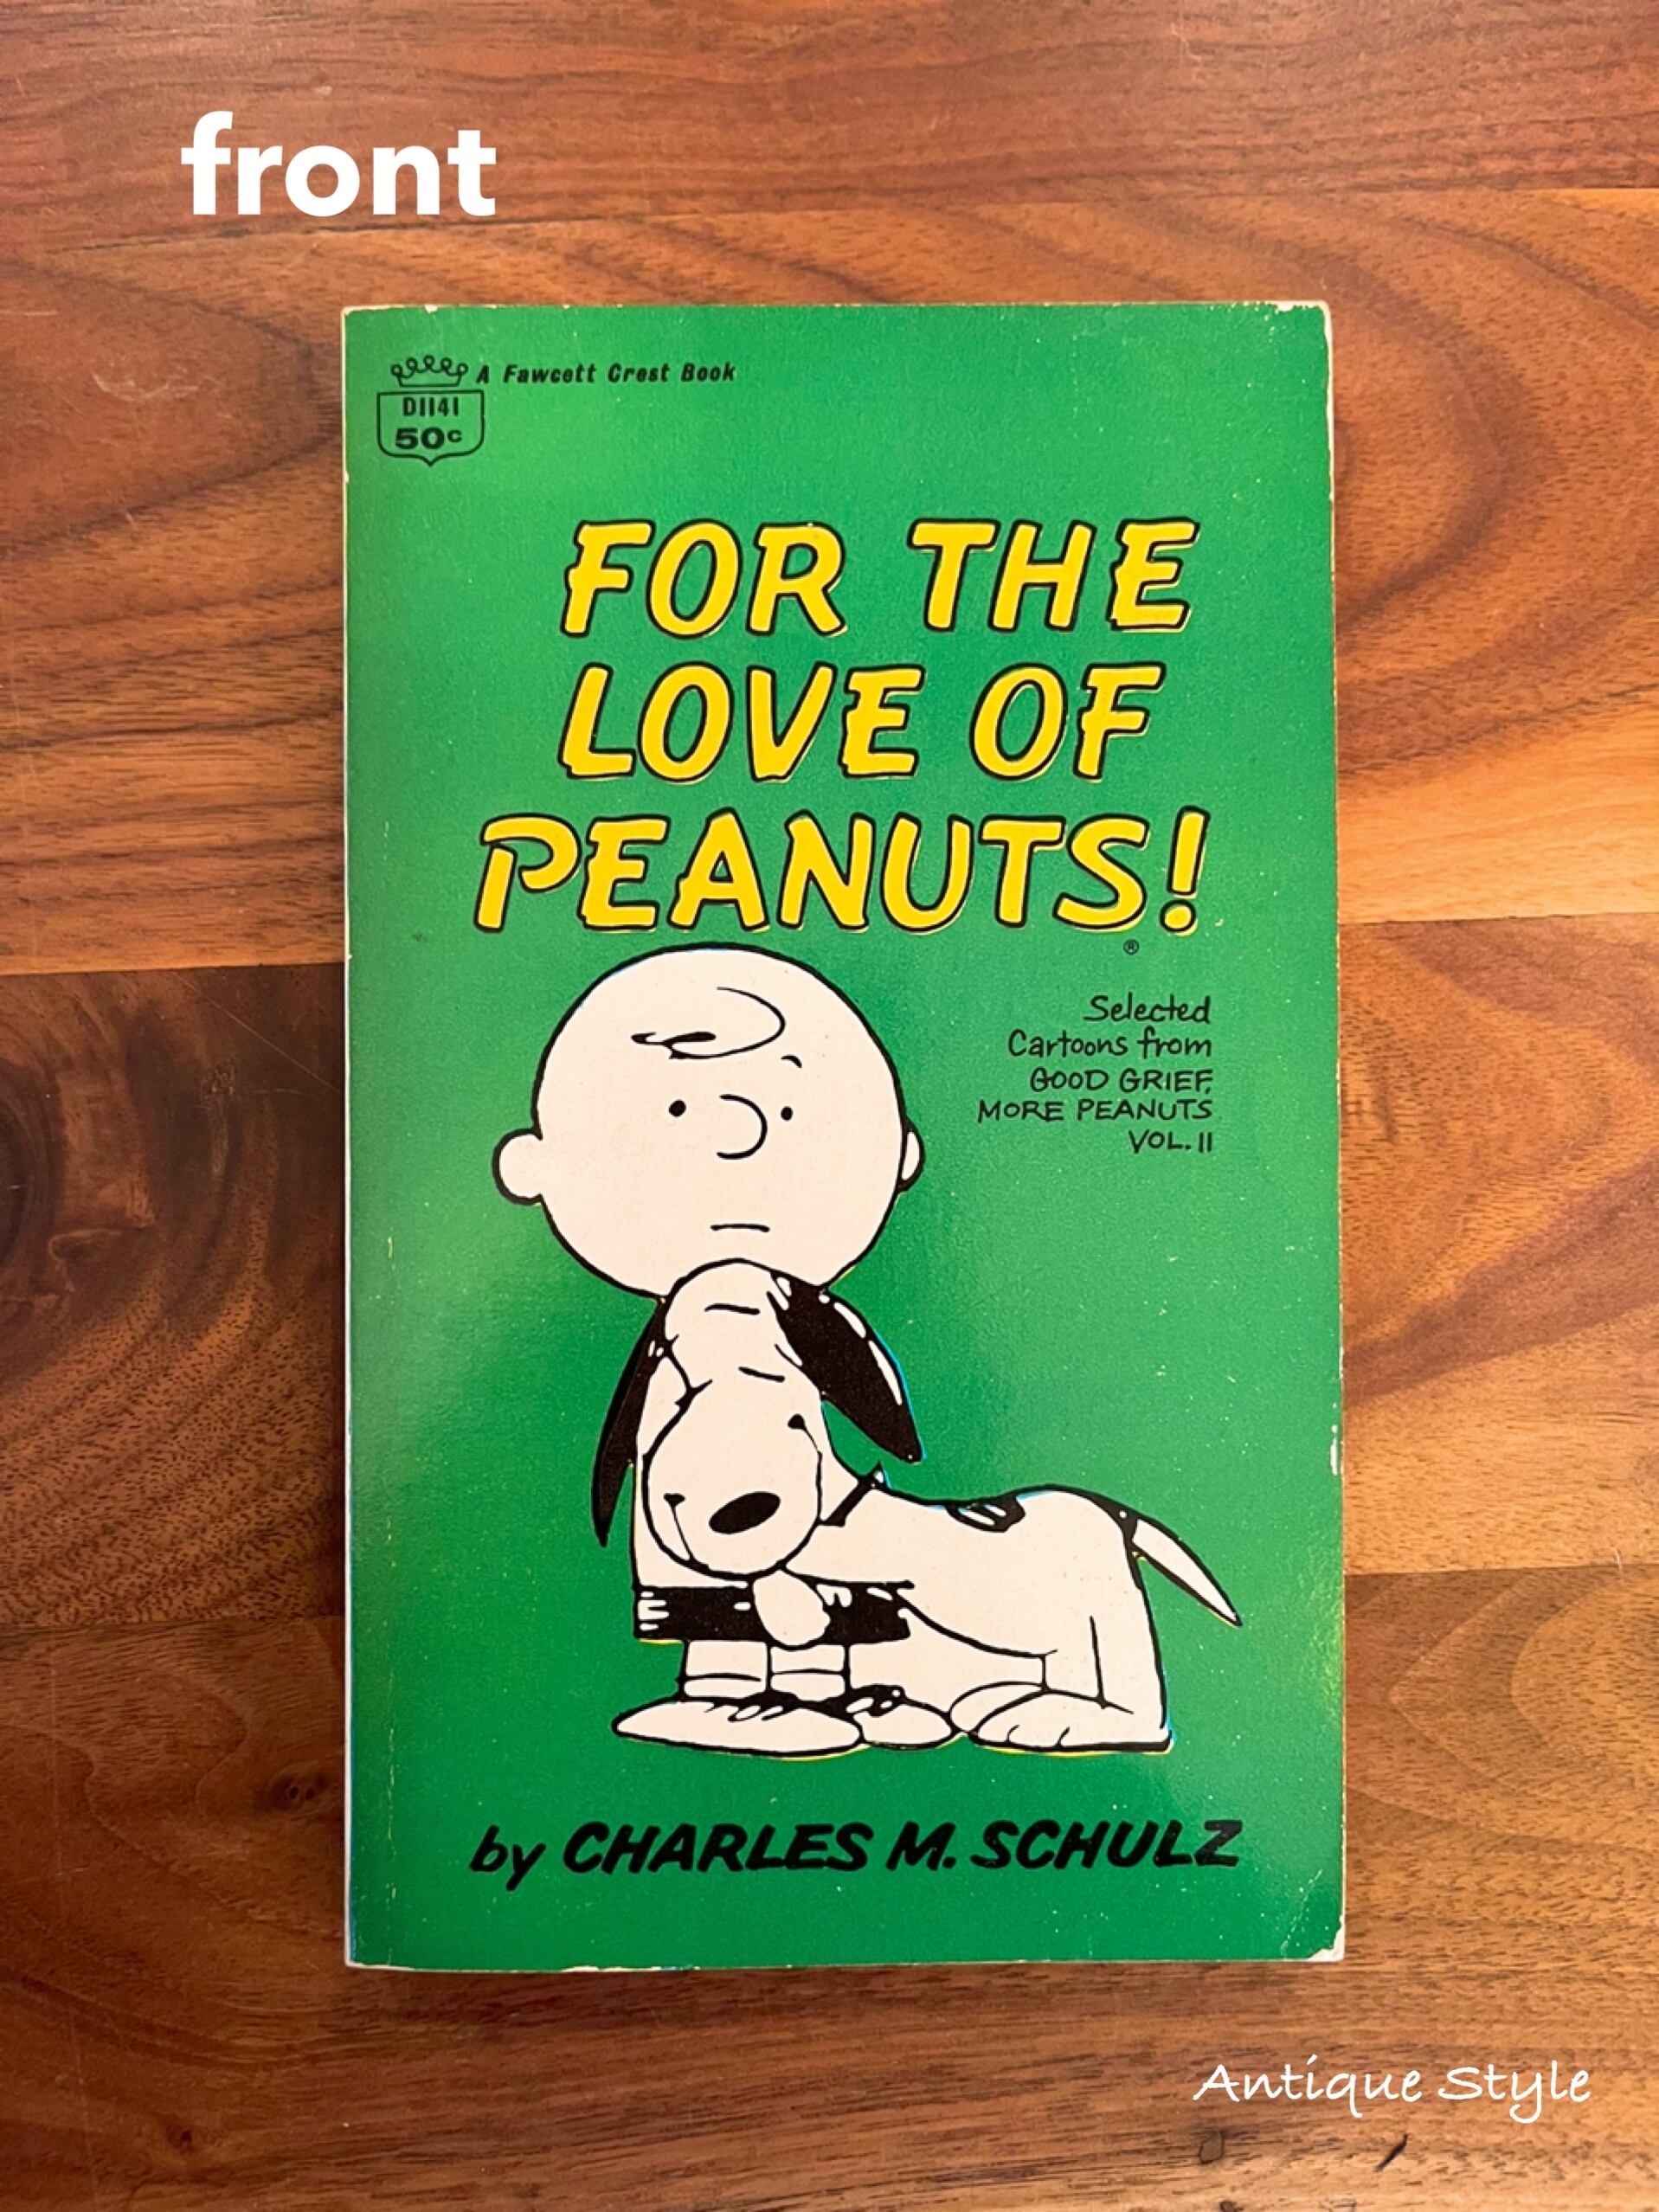 front
A Fawcett Crest Book
D1141
50c
FOR THE
LOVE OF
PEANUTS!
®
Selected
Cartoons from
GOOD GRIEF,
MORE PEANUTS
VOL. II
by CHARLES M. SCHULZ
Antique Style